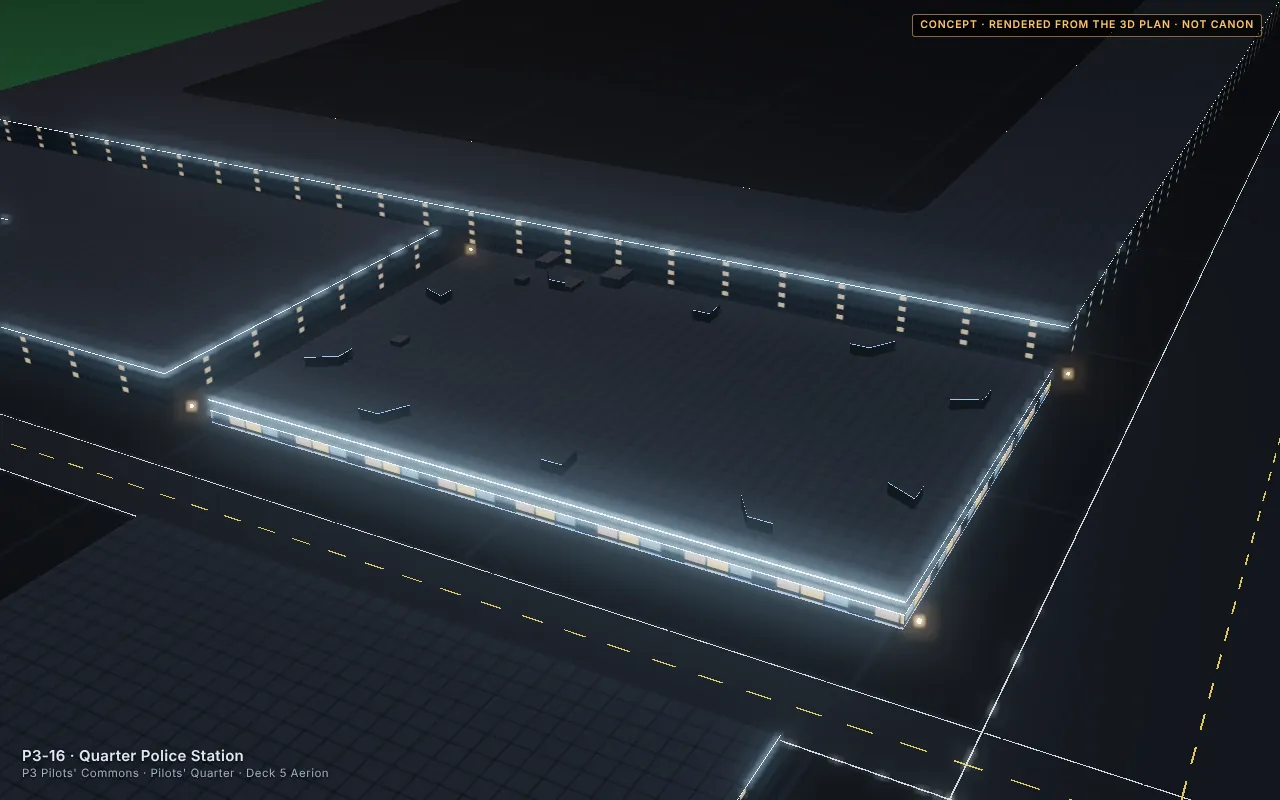 CONCEPT · RENDERED FROM THE 3D PLAN · NOT CANON
P3-16 · Quarter Police Station
P3 Pilots' Commons · Pilots' Quarter · Deck 5 Aerion